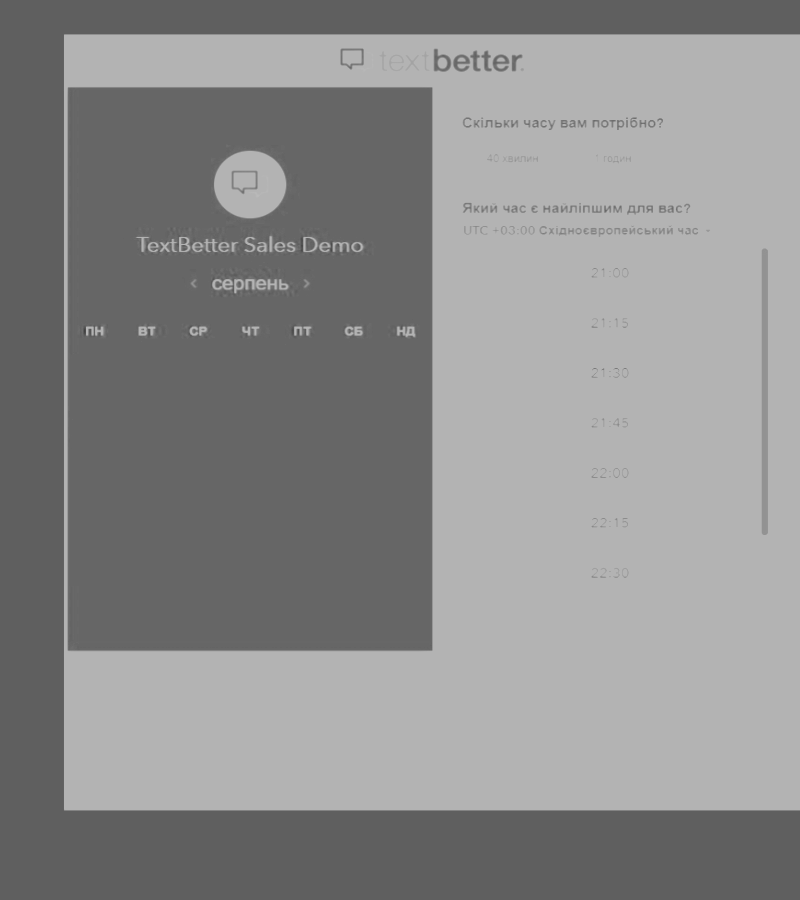 textbetter.
TextBetter Sales Demo
‹ серпень ›
ПН ВТ СР ЧТ ПТ СБ НД
Скільки часу вам потрібно?
40 хвилин
годин
Який час є найліпшим для вас?
UTC +03:00 Східноєвропейський час
21:00
21:15
21:30
21:45
22:00
22:15
22:30